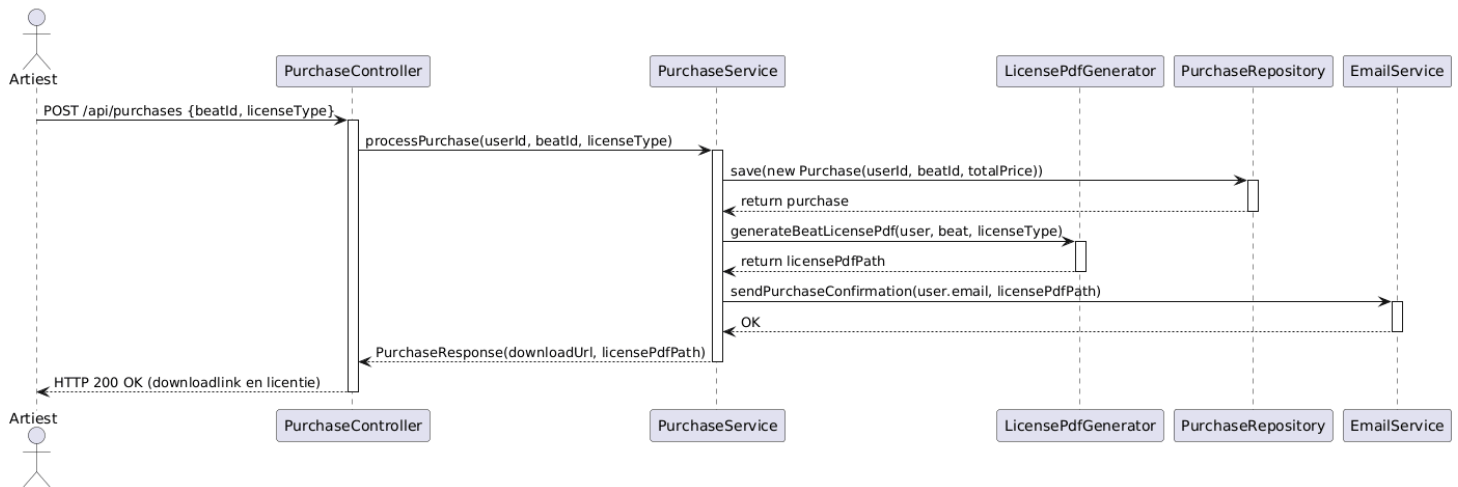 Artiest
PurchaseController
PurchaseService
LicensePdfGenerator
PurchaseRepository
EmailService
POST /api/purchases {beatId, licenseType}
processPurchase(userId, beatId, licenseType)
save(new Purchase(userId, beatId, totalPrice))
return purchase
generateBeatLicensePdf(user, beat, licenseType)
return licensePdfPath
sendPurchaseConfirmation(user.email, licensePdfPath)
OK
PurchaseResponse(downloadUrl, licensePdfPath)
HTTP 200 OK (downloadlink en licentie)
Artiest
PurchaseController
PurchaseService
LicensePdfGenerator
PurchaseRepository
EmailService